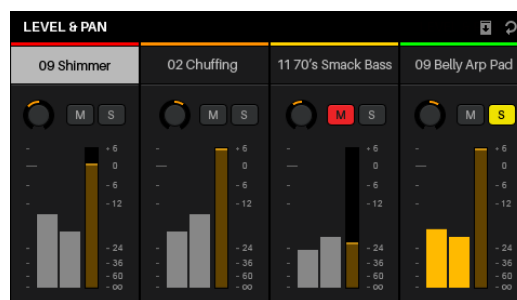 LEVEL & PAN
09 Shimmer
02 Chuffing
11 70's Smack Bass
09 Belly Arp Pad
M S
M S
M S
M S
+ 6 + 6 + 6 + 6
0 0 0 0
- 6 - 6 - 6 - 6
- 12 - 12 - 12 - 12
- 24 - 24 - 24 - 24
- 36 - 36 - 36 - 36
- 60 - 60 - 60 - 60
- ∞ - ∞ - ∞ - ∞